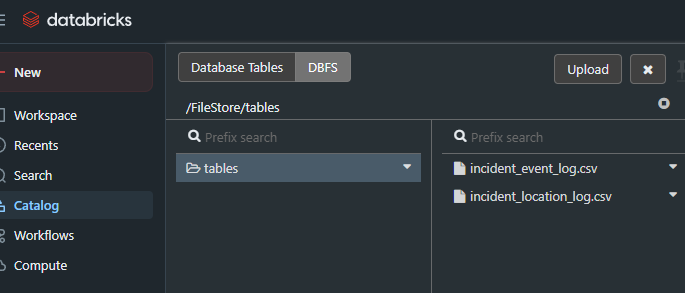 databricks
New
Workspace
Recents
Search
Catalog
Workflows
Compute
Database Tables DBFS
Upload
/FileStore/tables
Prefix search
tables
Prefix search
incident_event_log.csv
incident_location_log.csv